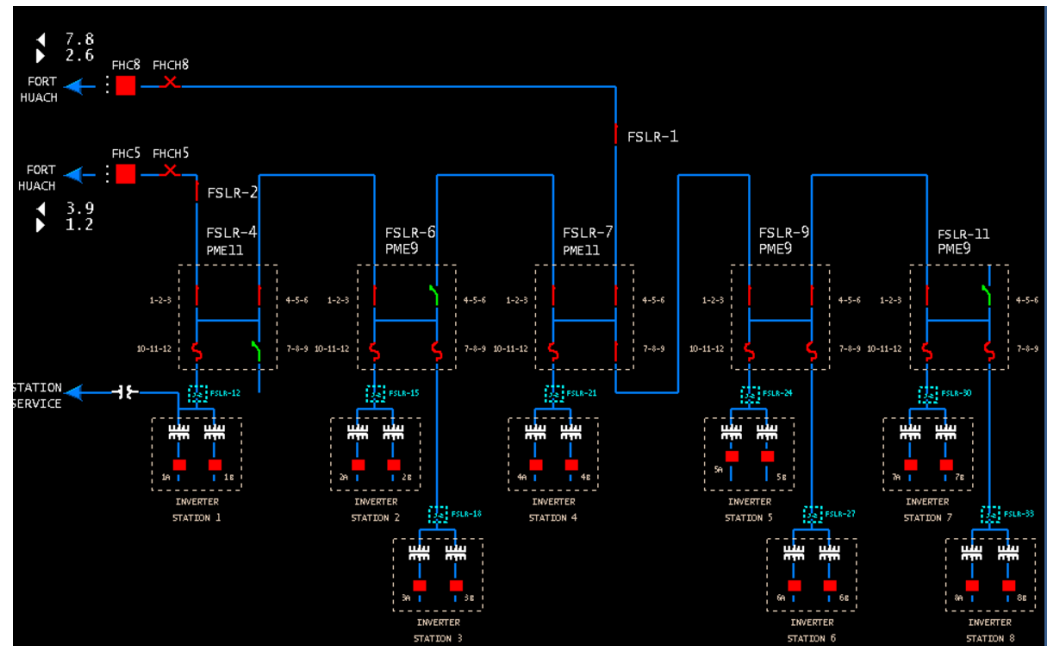 7.8
2.6
FHC8 FHCH8
FORT
HUACH
FSLR-1
FHC5 FHCH5
FORT
HUACH
FSLR-2
3.9
1.2
FSLR-4
PME11
FSLR-6
PME9
FSLR-7
PME11
FSLR-9
PME9
FSLR-11
PME9
1-2-3 4-5-6 1-2-3 4-5-6 1-2-3 4-5-6 1-2-3 4-5-6 1-2-3 4-5-6
10-11-12 7-8-9 10-11-12 7-8-9 10-11-12 7-8-9 10-11-12 7-8-9 10-11-12 7-8-9
STATION
SERVICE
FSLR-12 FSLR-15 FSLR-21 FSLR-24 FSLR-30
1A 1B 2A 2B 4A 4B 5A 5B 7A 7B
INVERTER
STATION 1
INVERTER
STATION 2
INVERTER
STATION 4
INVERTER
STATION 5
INVERTER
STATION 7
FSLR-18 FSLR-27 FSLR-33
3A 3B 6A 6B 8A 8B
INVERTER
STATION 3
INVERTER
STATION 6
INVERTER
STATION 8